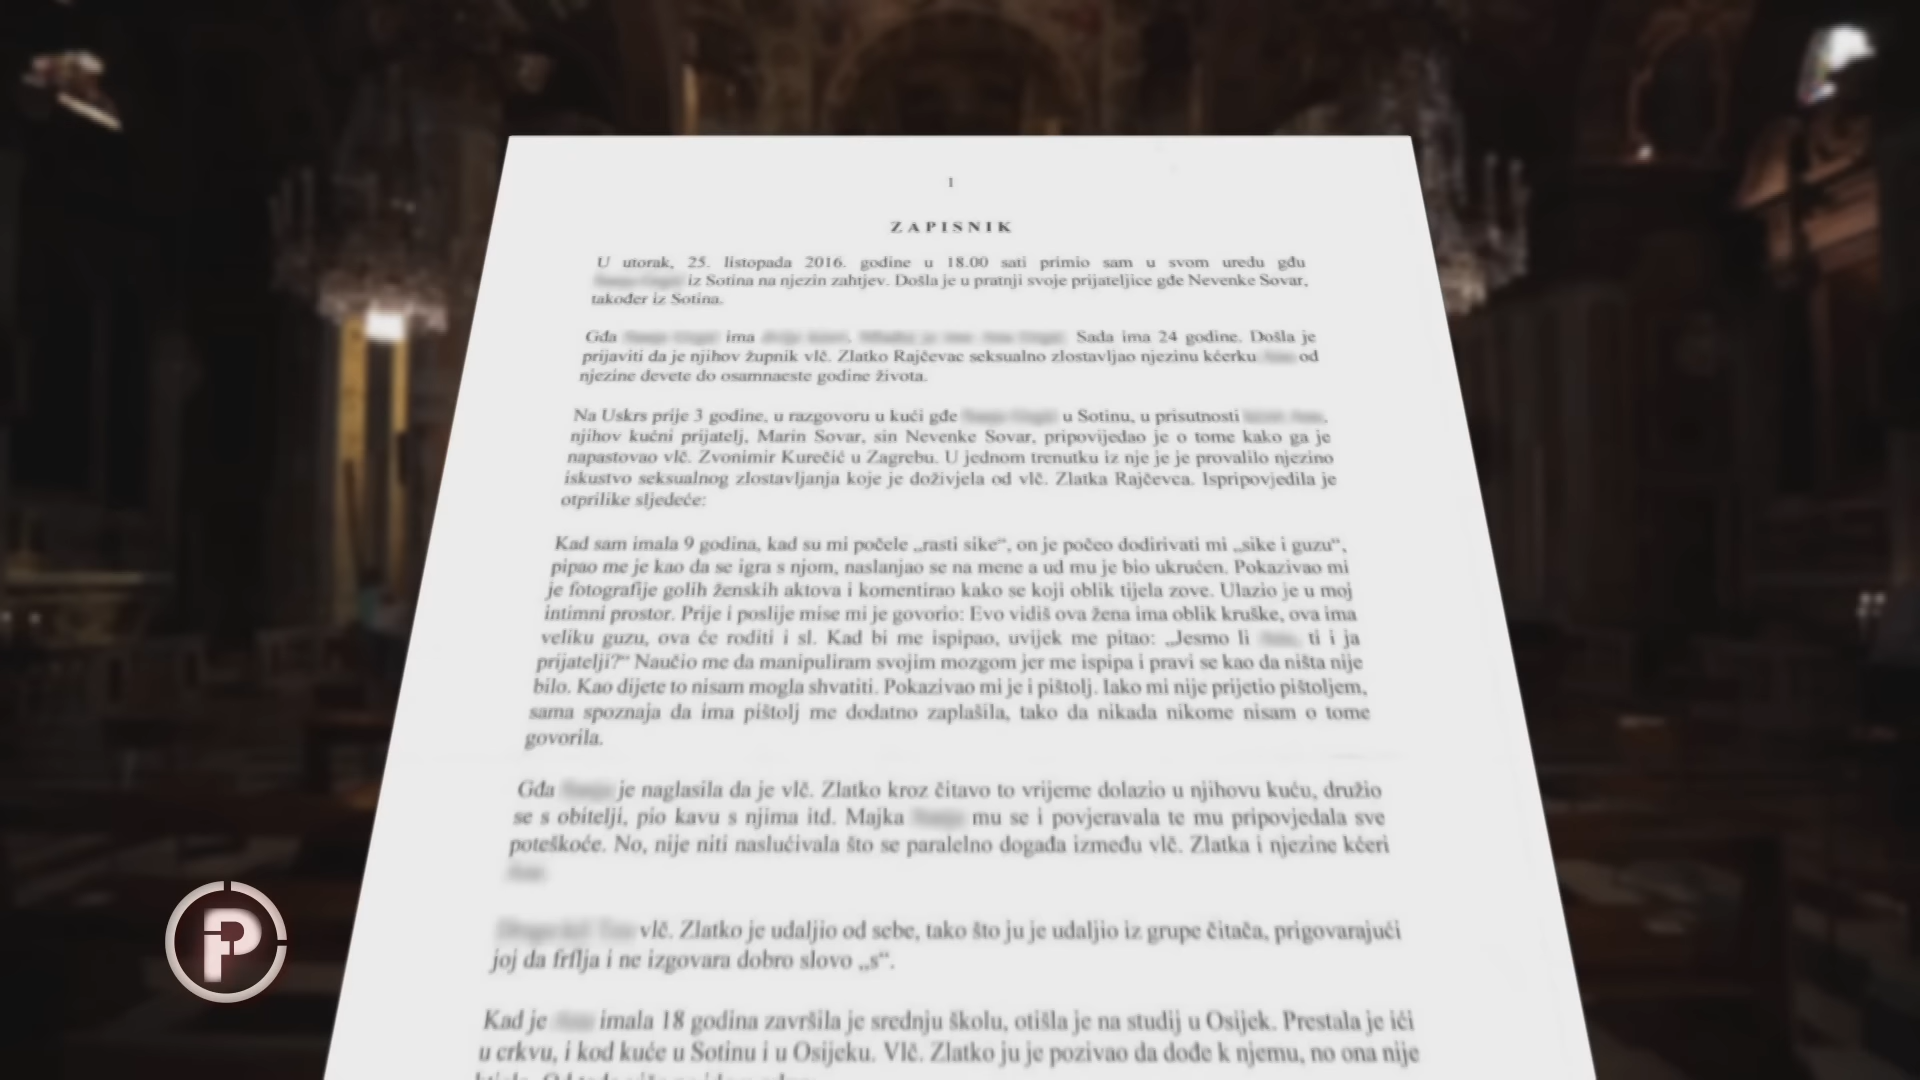 1
ZAPISNIK
U utorak, 25. listopada 2016. godine u 18.00 sati primio sam u svom uredu gđu
iz Sotina na njezin zahtjev. Došla je u pratnji svoje prijateljice gđe Nevenke Sovar,
također iz Sotina.
Gđa ima . Sada ima 24 godine. Došla je
prijaviti da je njihov župnik vlč. Zlatko Rajčevac seksualno zlostavljao njezinu kćerku od
njezine devete do osamnaeste godine života.
Na Uskrs prije 3 godine, u razgovoru u kući gđe u Sotinu, u prisutnosti ,
njihov kućni prijatelj, Marin Sovar, sin Nevenke Sovar, pripovijedao je o tome kako ga je
napastovao vlč. Zvonimir Kurečić u Zagrebu. U jednom trenutku iz nje je je provalilo njezino
iskustvo seksualnog zlostavljanja koje je doživjela od vlč. Zlatka Rajčevca. Ispripovjedila je
otprilike sljedeće:
Kad sam imala 9 godina, kad su mi počele „rasti sike“, on je počeo dodirivati mi „sike i guzu“,
pipao me je kao da se igra s njom, naslanjao se na mene a ud mu je bio ukrućen. Pokazivao mi
je fotografije golih ženskih aktova i komentirao kako se koji oblik tijela zove. Ulazio je u moj
intimni prostor. Prije i poslije mise mi je govorio: Evo vidiš ova žena ima oblik kruške, ova ima
veliku guzu, ova će roditi i sl. Kad bi me ispipao, uvijek me pitao: „Jesmo li ti i ja
prijatelji?“ Naučio me da manipuliram svojim mozgom jer me ispipa i pravi se kao da ništa nije
bilo. Kao dijete to nisam mogla shvatiti. Pokazivao mi je i pištolj. Iako mi nije prijetio pištoljem,
sama spoznaja da ima pištolj me dodatno zaplašila, tako da nikada nikome nisam o tome
govorila.
Gđa je naglasila da je vlč. Zlatko kroz čitavo to vrijeme dolazio u njihovu kuću, družio
se s obitelji, pio kavu s njima itd. Majka mu se i povjeravala te mu pripovjedala sve
poteškoće. No, nije niti naslućivala što se paralelno događa između vlč. Zlatka i njezine kćeri
vlč. Zlatko je udaljio od sebe, tako što ju je udaljio iz grupe čitača, prigovarajući
joj da frflja i ne izgovara dobro slovo „s“.
Kad je imala 18 godina završila je srednju školu, otišla je na studij u Osijek. Prestala je ići
u crkvu, i kod kuće u Sotinu i u Osijeku. Vlč. Zlatko ju je pozivao da dođe k njemu, no ona nije
P